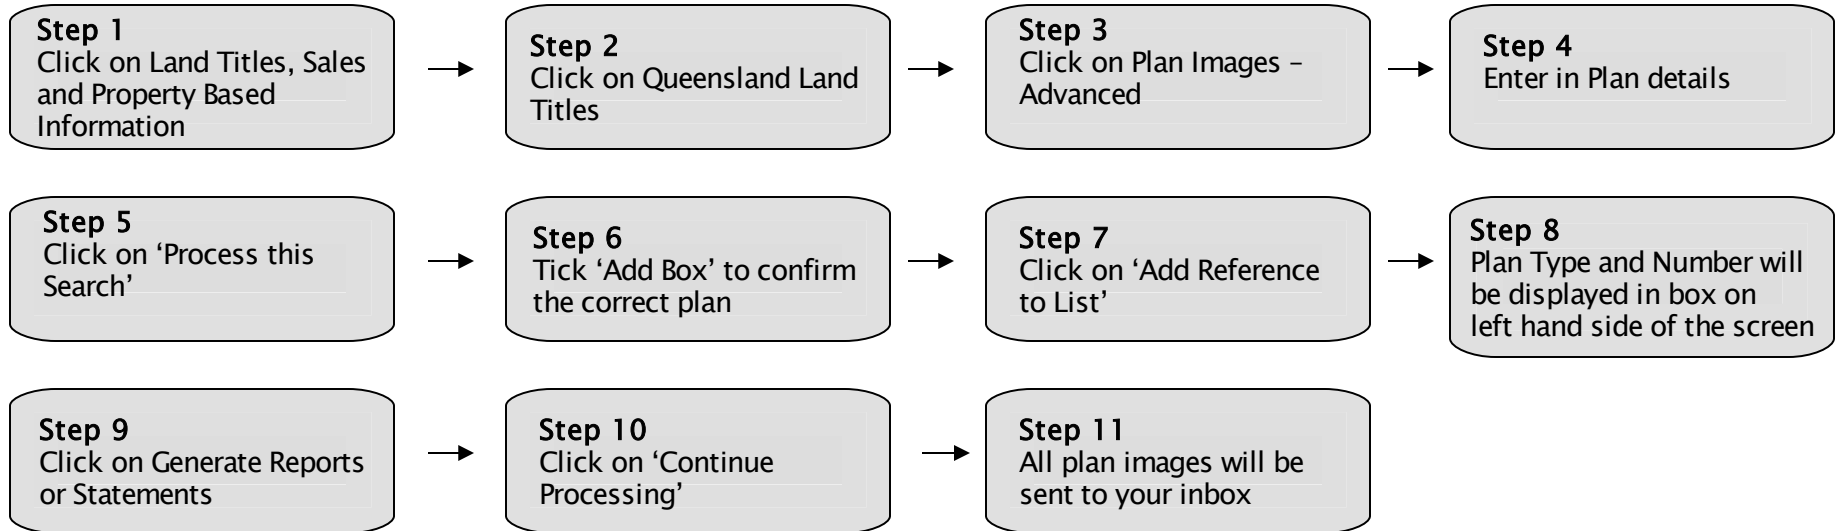 Step 1
Click on Land Titles, Sales
and Property Based
Information
Step 2
Click on Queensland Land
Titles
Step 3
Click on Plan Images –
Advanced
Step 4
Enter in Plan details
Step 5
Click on ‘Process this
Search’
Step 6
Tick ‘Add Box’ to confirm
the correct plan
Step 7
Click on ‘Add Reference
to List’
Step 8
Plan Type and Number will
be displayed in box on
left hand side of the screen
Step 9
Click on Generate Reports
or Statements
Step 10
Click on ‘Continue
Processing’
Step 11
All plan images will be
sent to your inbox